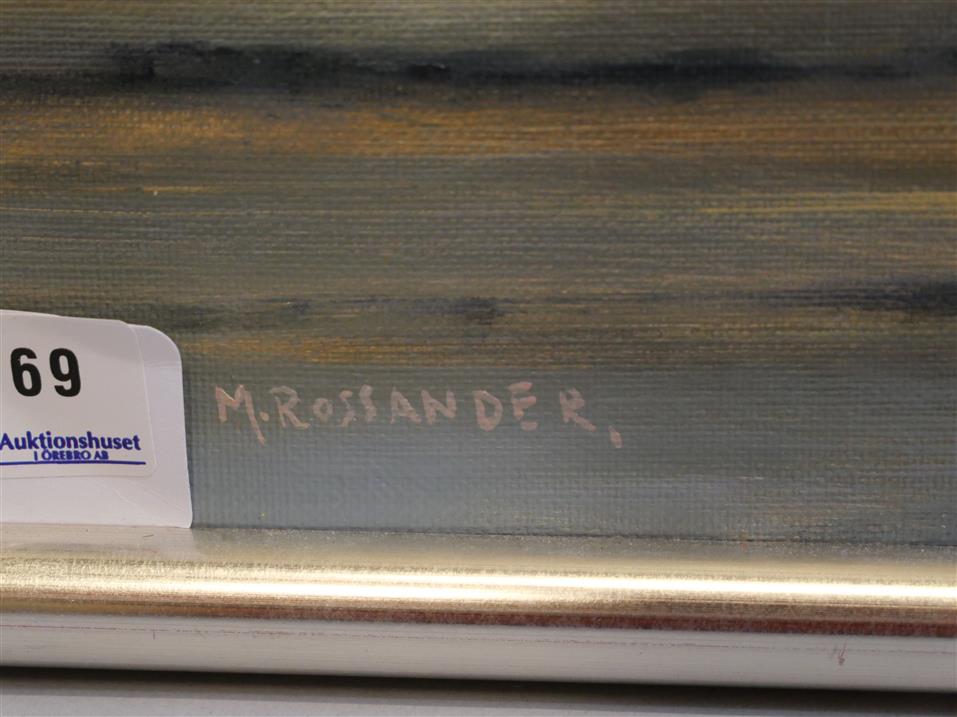 69
Auktionshuset
I ÖREBRO AB
M. ROSSANDER,